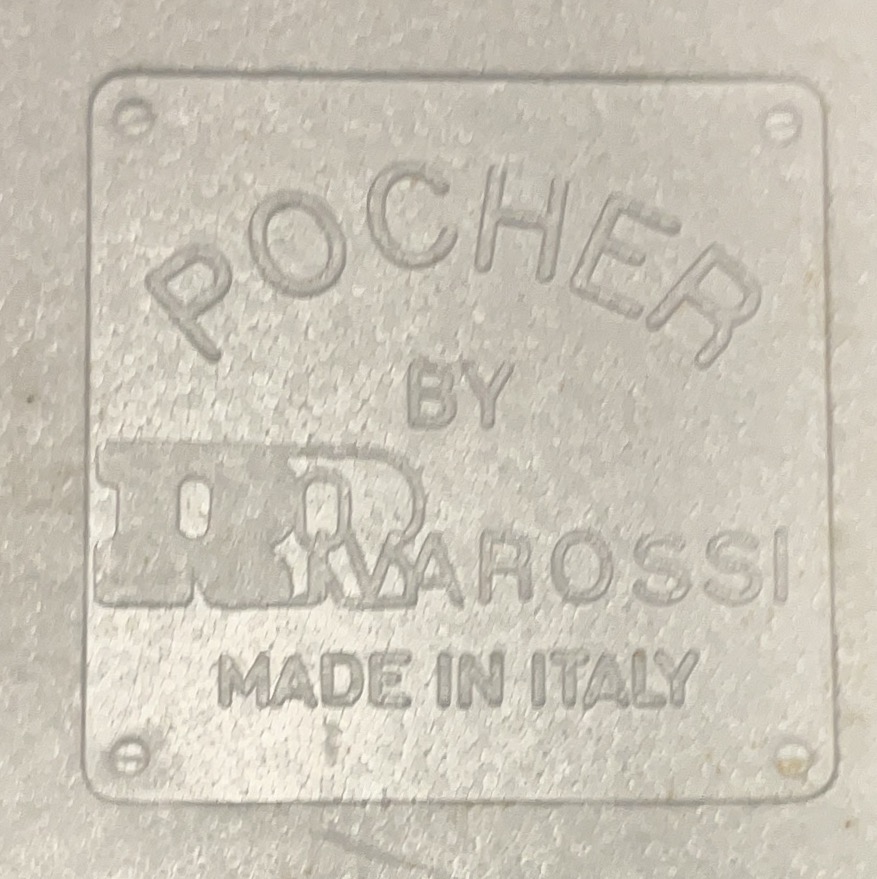 POCHER
BY
RIVAROSSI
MADE IN ITALY